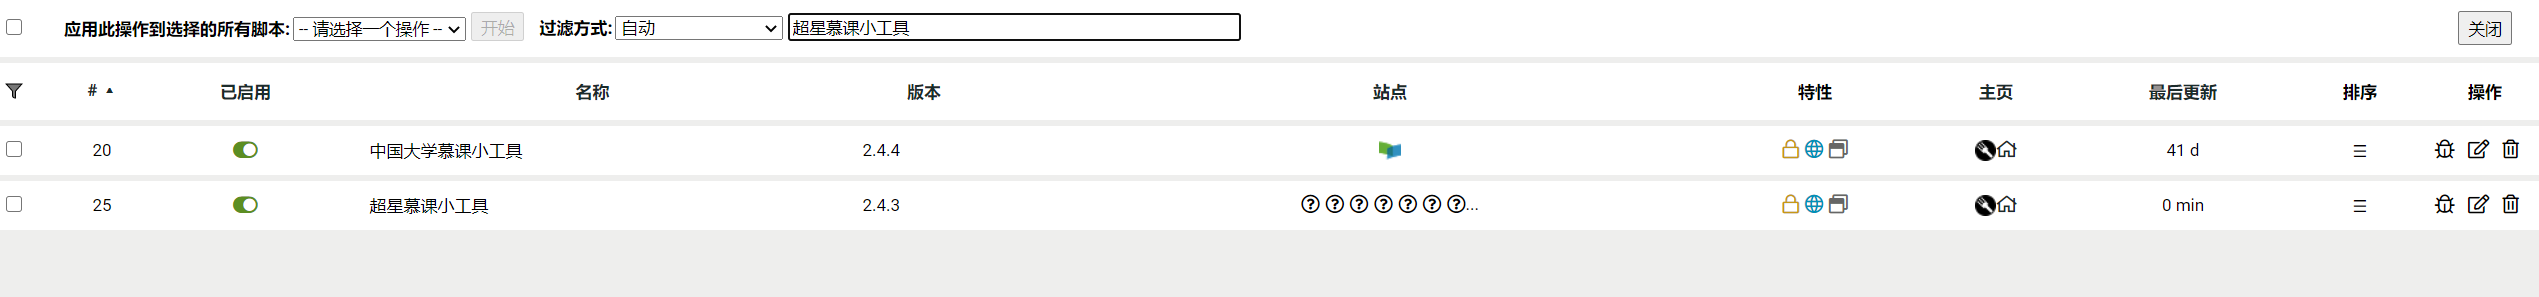 应用此操作到选择的所有脚本: -- 请选择一个操作 -- 开始 过滤方式: 自动 超星慕课小工具 关闭
# 已启用 名称 版本 站点 特性 主页 最后更新 排序 操作
20 中国大学慕课小工具 2.4.4 41 d
25 超星慕课小工具 2.4.3 ... 0 min